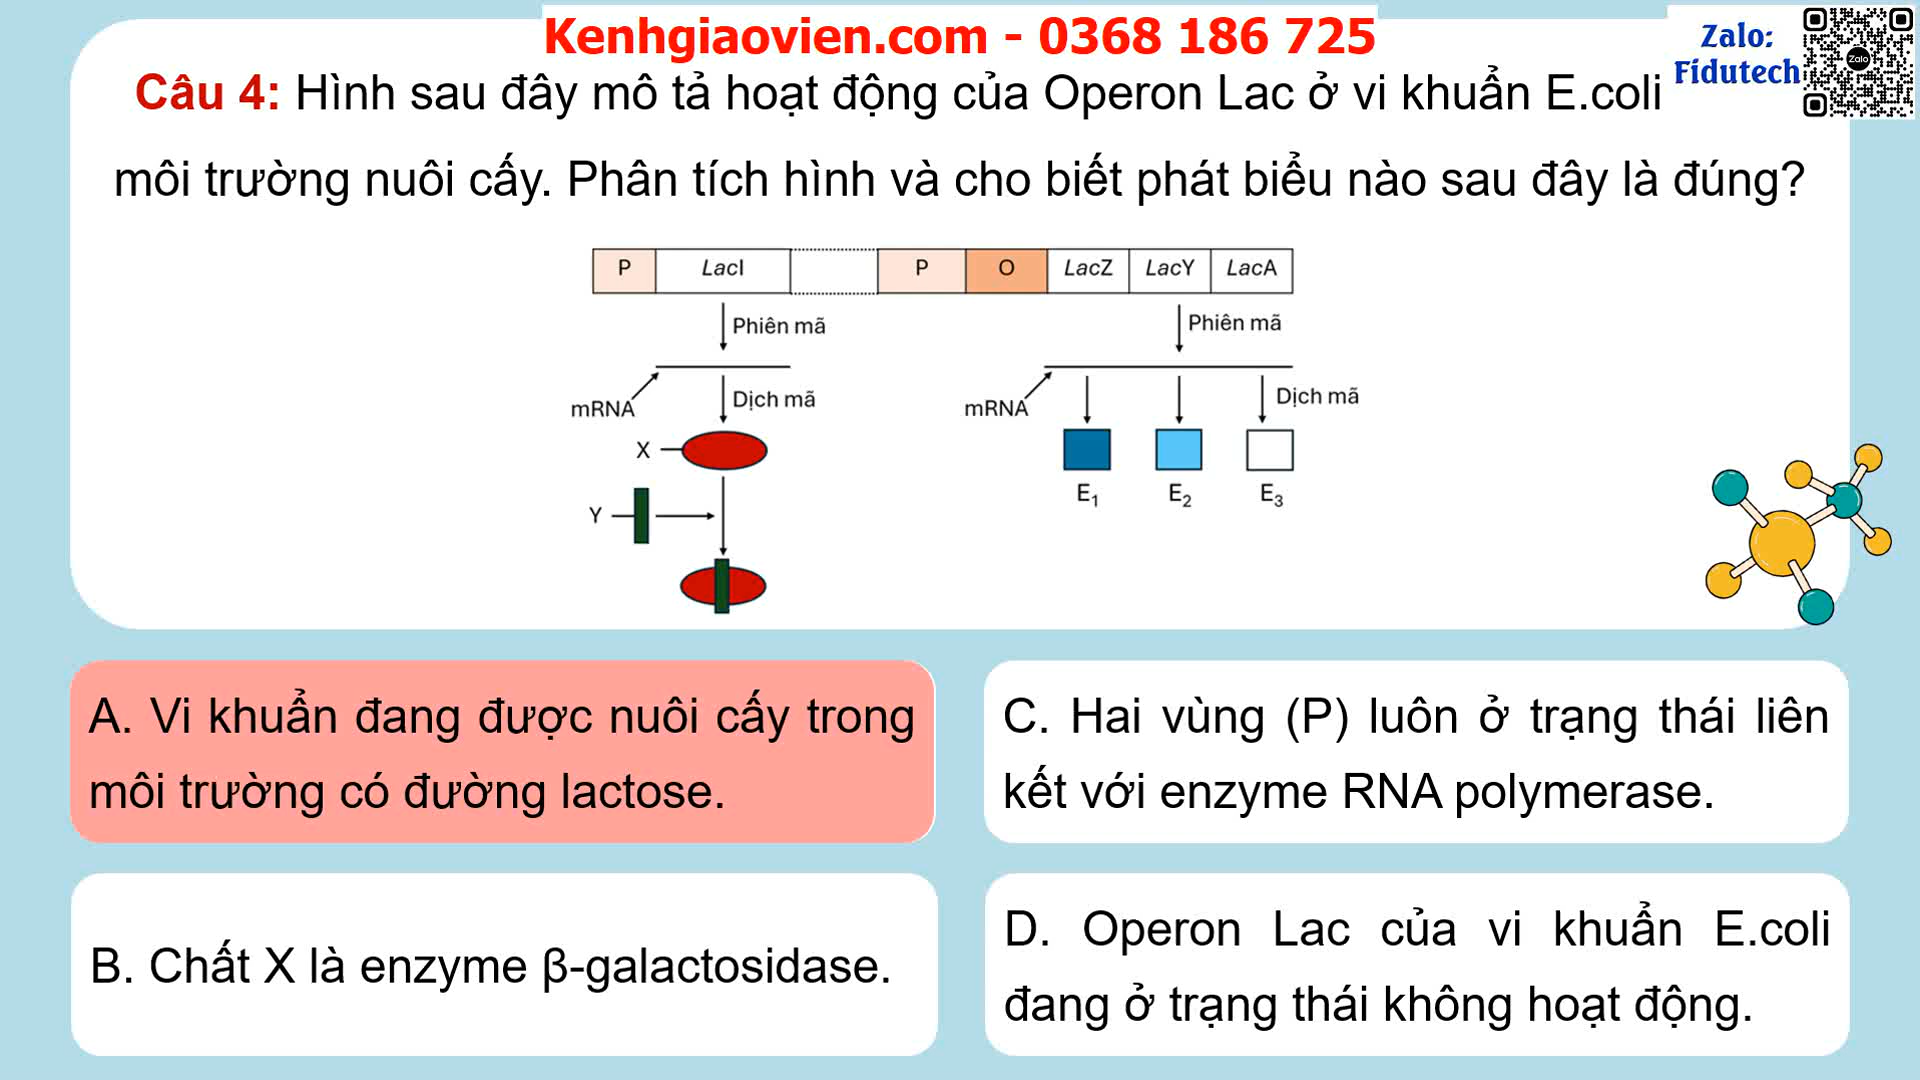 Kenhgiaovien.com - 0368 186 725
Zalo:
Fidutech
Zalo
Câu 4: Hình sau đây mô tả hoạt động của Operon Lac ở vi khuẩn E.coli
môi trường nuôi cấy. Phân tích hình và cho biết phát biểu nào sau đây là đúng?
P LacI P O LacZ LacY LacA
Phiên mã Phiên mã
mRNA Dịch mã mRNA Dịch mã
X
E1 E2 E3
Y
A. Vi khuẩn đang được nuôi cấy trong
môi trường có đường lactose.
C. Hai vùng (P) luôn ở trạng thái liên
kết với enzyme RNA polymerase.
B. Chất X là enzyme β-galactosidase.
D. Operon Lac của vi khuẩn E.coli
đang ở trạng thái không hoạt động.